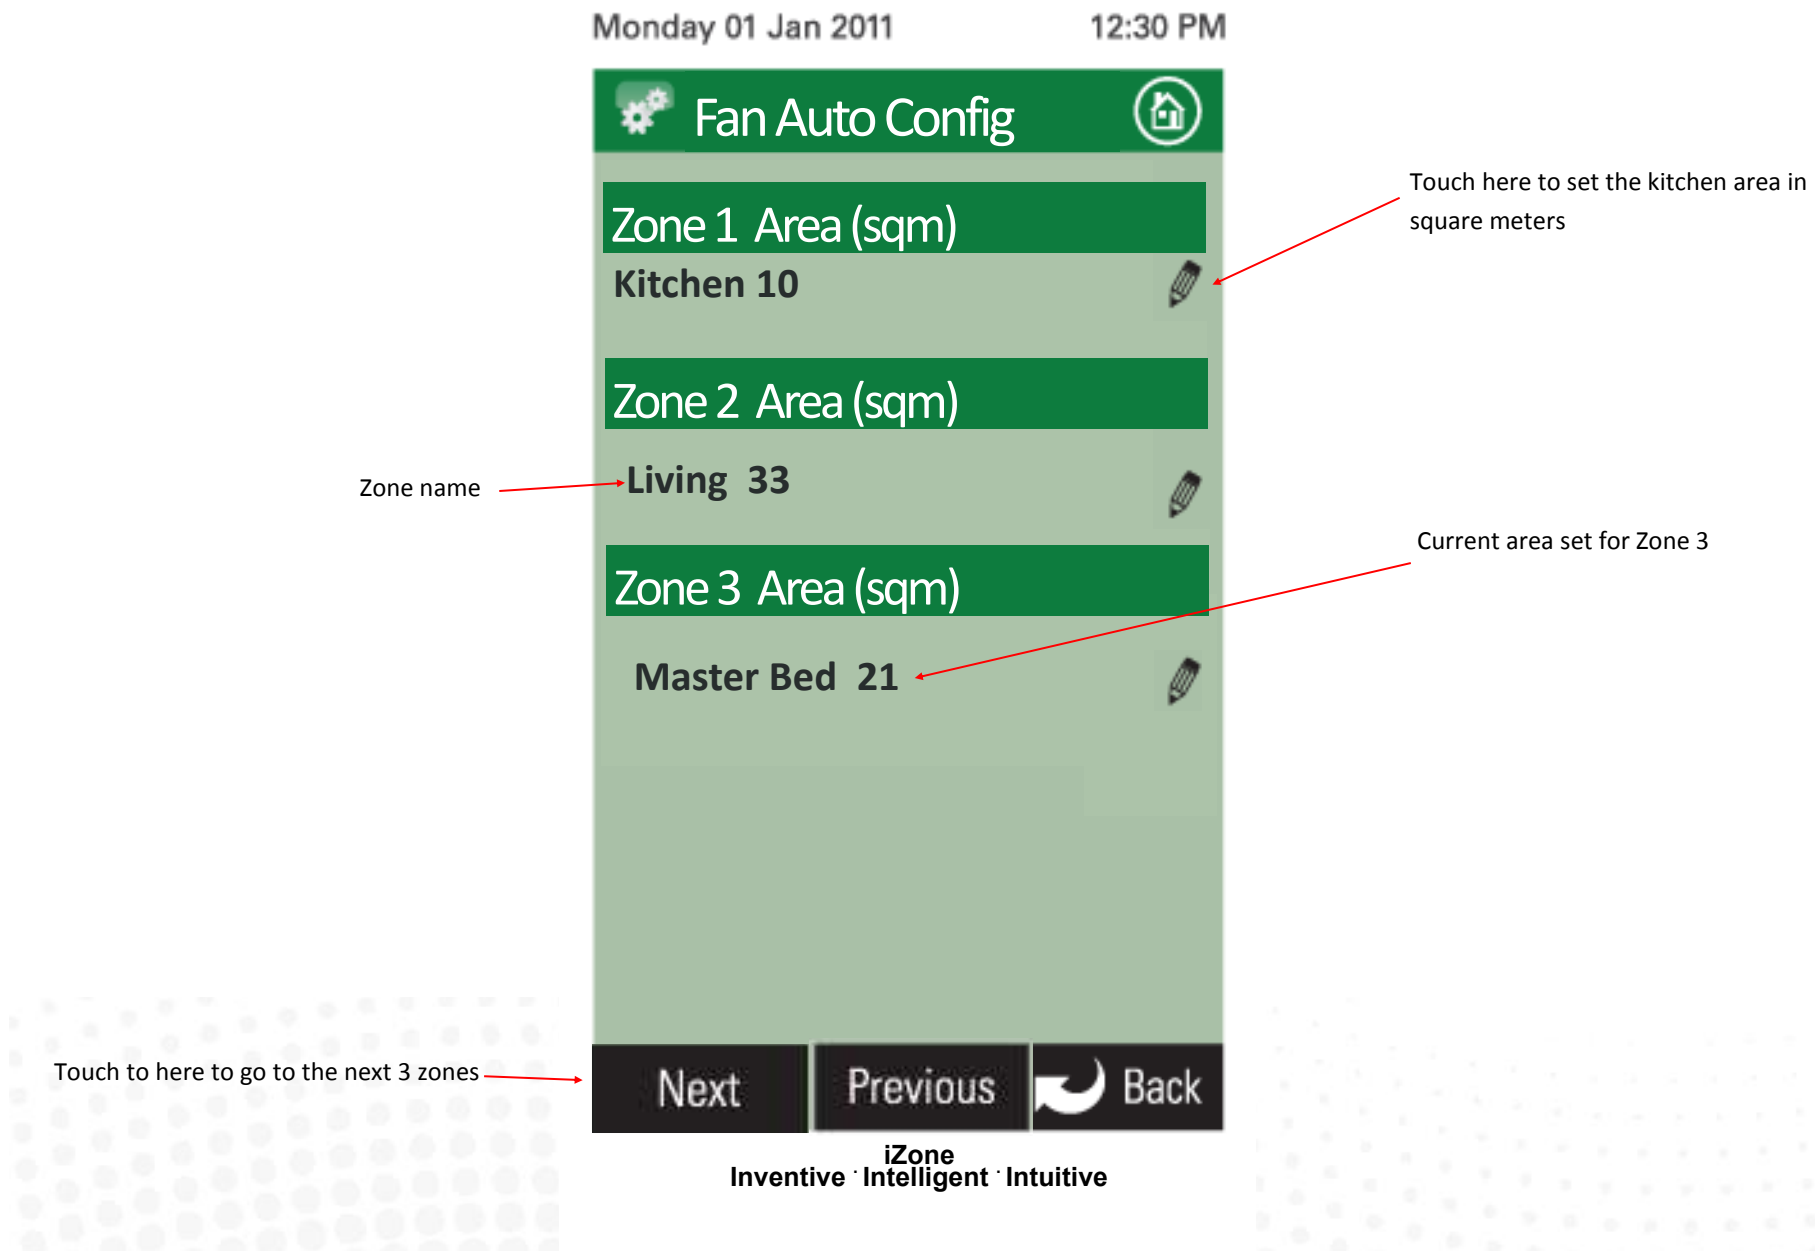 Monday 01 Jan 2011 12:30 PM
Fan Auto Config
Touch here to set the kitchen area in
square meters
Zone 1 Area (sqm)
Kitchen 10
Zone 2 Area (sqm)
Zone name
Living 33
Current area set for Zone 3
Zone 3 Area (sqm)
Master Bed 21
Touch to here to go to the next 3 zones
Next Previous Back
iZone
Inventive · Intelligent · Intuitive